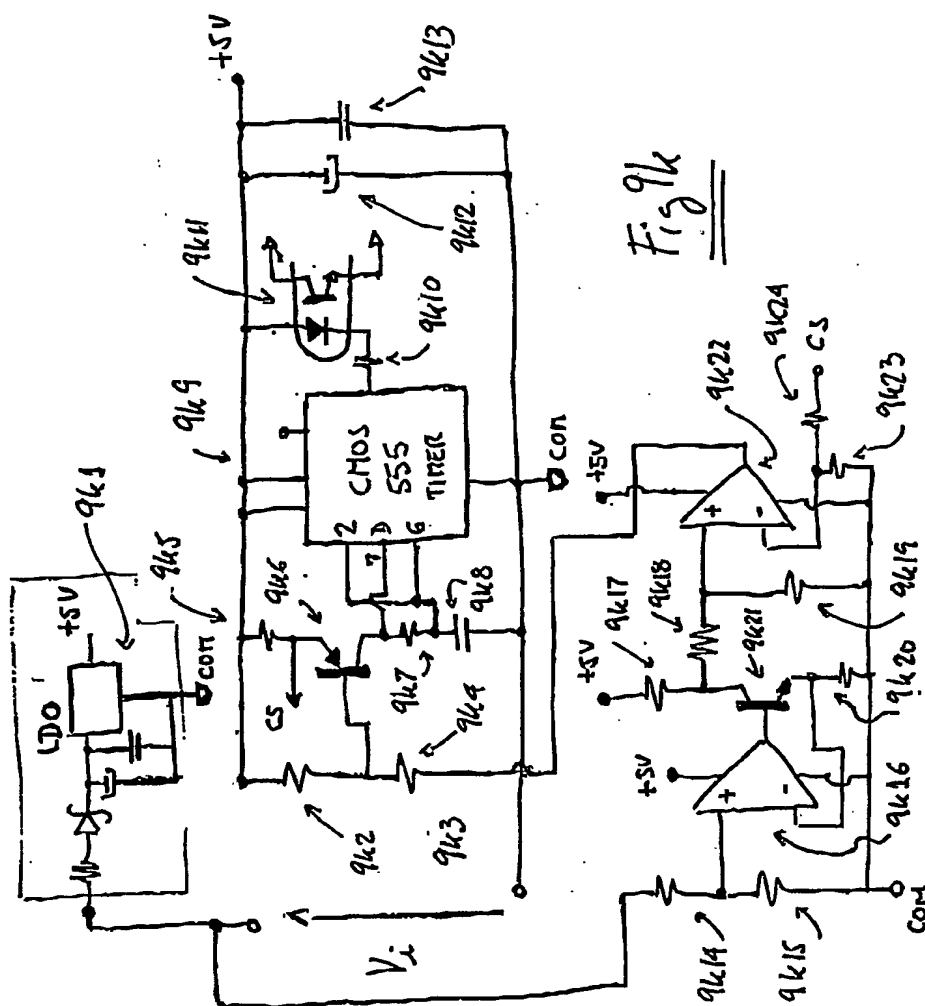 +5V
9k1
LDO
COM
9k5
+5V
9k9
9k11
9k13
9k12
9k10
9k6
CS
2
D
7
6
CMOS
555
TIMER
9k8
9k7
9k4
9k2
9k3
COM
Vi
Fig 9k
9k24
9k22
+5V
CS
9k23
+5V
9k17
9k18
+
-
9k21
9k19
9k20
+5V
+
-
9k16
9k14
9k15
COM